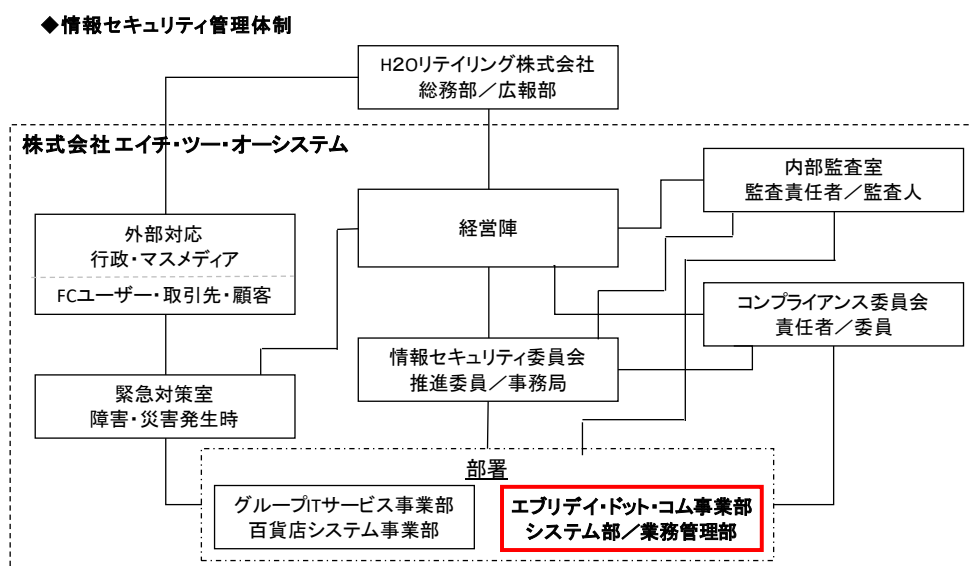 ◆情報セキュリティ管理体制
H2Oリテイリング株式会社
総務部／広報部
株式会社エイチ・ツー・オーシステム
内部監査室
監査責任者／監査人
経営陣
外部対応
行政・マスメディア
FCユーザー・取引先・顧客
コンプライアンス委員会
責任者／委員
情報セキュリティ委員会
推進委員／事務局
緊急対策室
障害・災害発生時
部署
グループITサービス事業部
百貨店システム事業部
エブリデイ・ドット・コム事業部
システム部／業務管理部